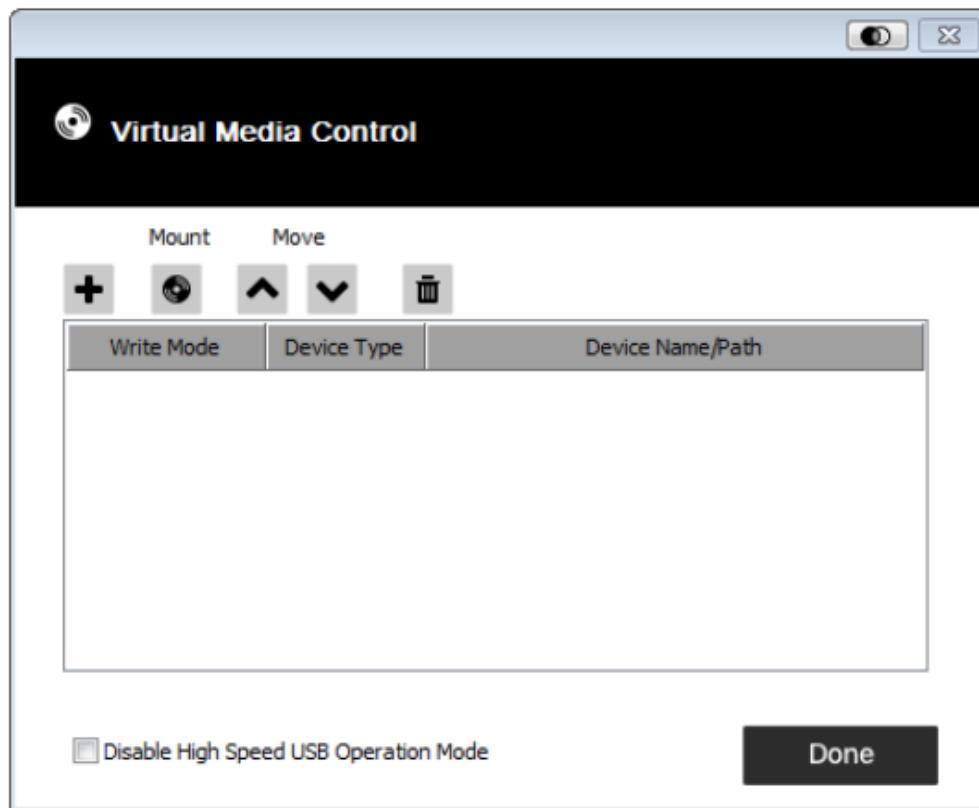 Virtual Media Control
Mount Move
Write Mode Device Type Device Name/Path
Disable High Speed USB Operation Mode
Done